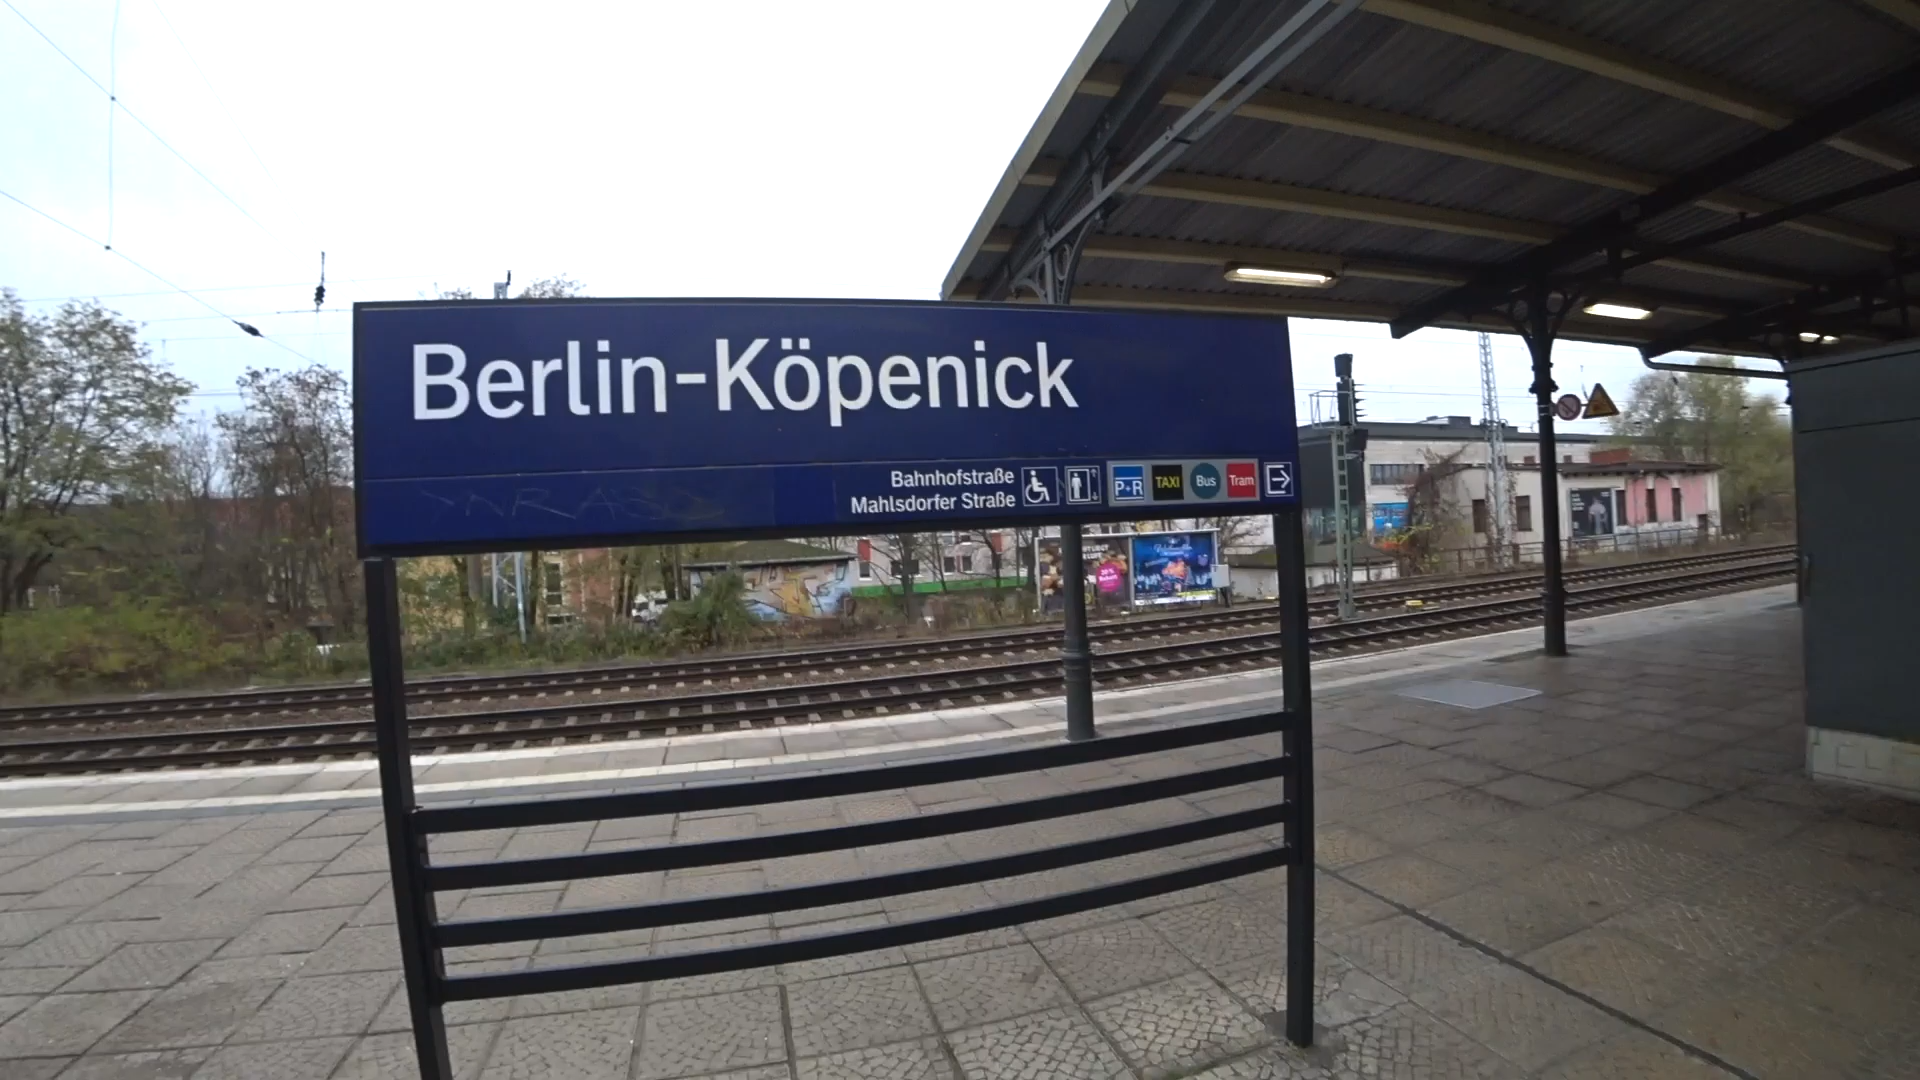 Berlin-Köpenick
Bahnhofstraße
Mahlsdorfer Straße
P+R
TAXI
Bus
Tram